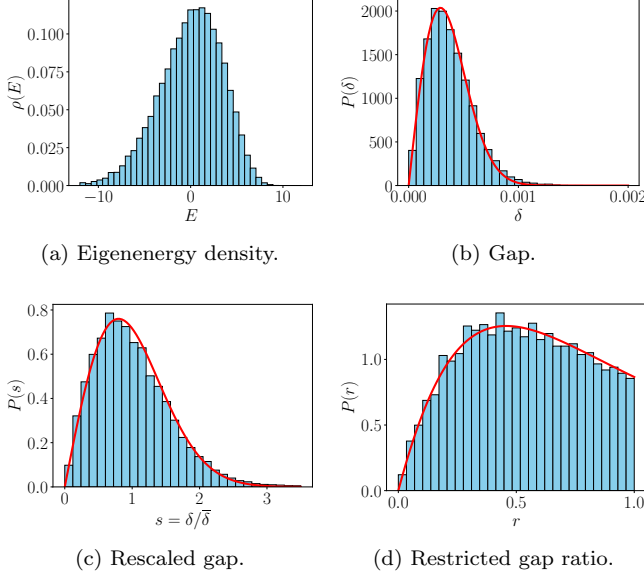 0.100
0.075
0.050
0.025
0.000
ρ(E)
−10
0
10
E
(a) Eigenenergy density.
2000
1500
1000
500
0
P(δ)
0.000
0.001
0.002
δ
(b) Gap.
0.8
0.6
0.4
0.2
0.0
P(s)
0
1
2
3
s = δ/δ̅
(c) Rescaled gap.
1.0
0.5
0.0
P(r)
0.0
0.5
1.0
r
(d) Restricted gap ratio.